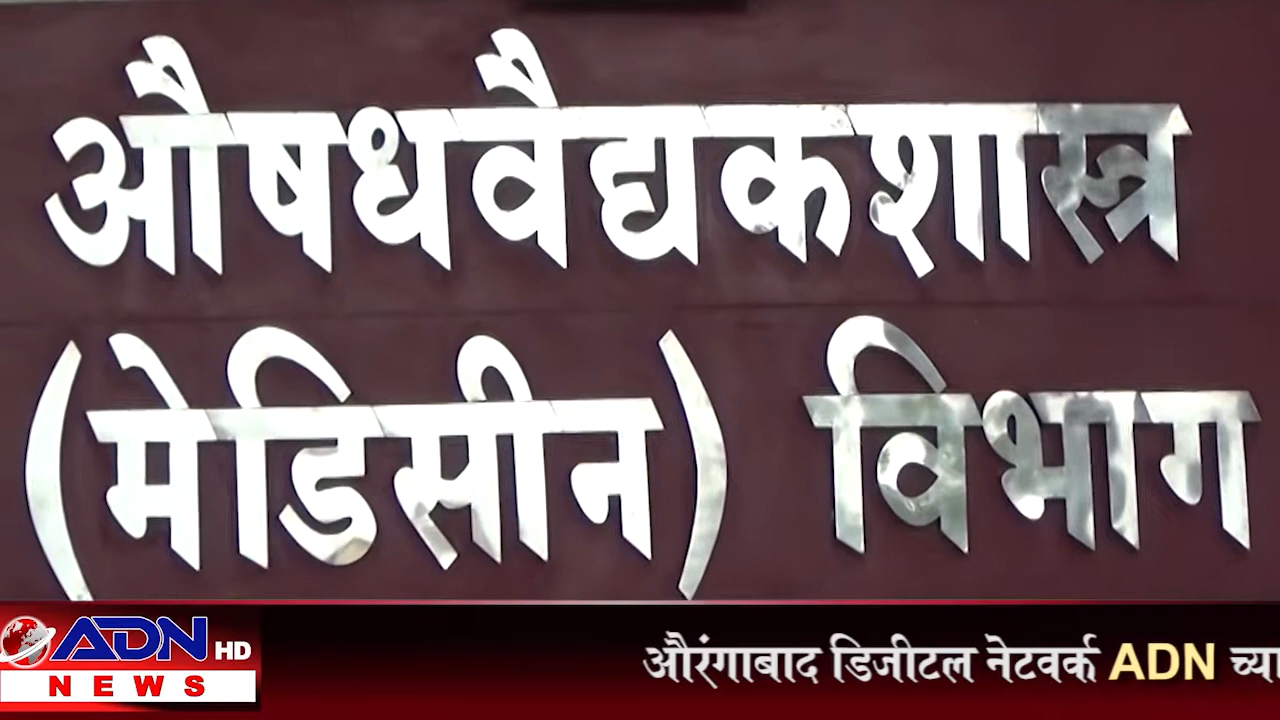 औषधवैद्यकशास्त्र
(मेडिसीन) विभाग
ADN HD
NEWS
औरंगाबाद डिजीटल नेटवर्क ADN च्या